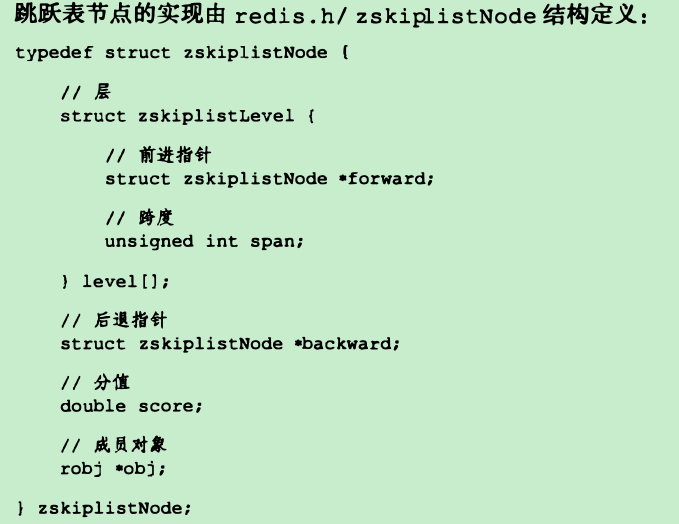 跳跃表节点的实现由 redis.h/ zskiplistNode 结构定义：
typedef struct zskiplistNode {
// 层
struct zskiplistLevel {
// 前进指针
struct zskiplistNode *forward;
// 跨度
unsigned int span;
} level[];
// 后退指针
struct zskiplistNode *backward;
// 分值
double score;
// 成员对象
robj *obj;
} zskiplistNode;